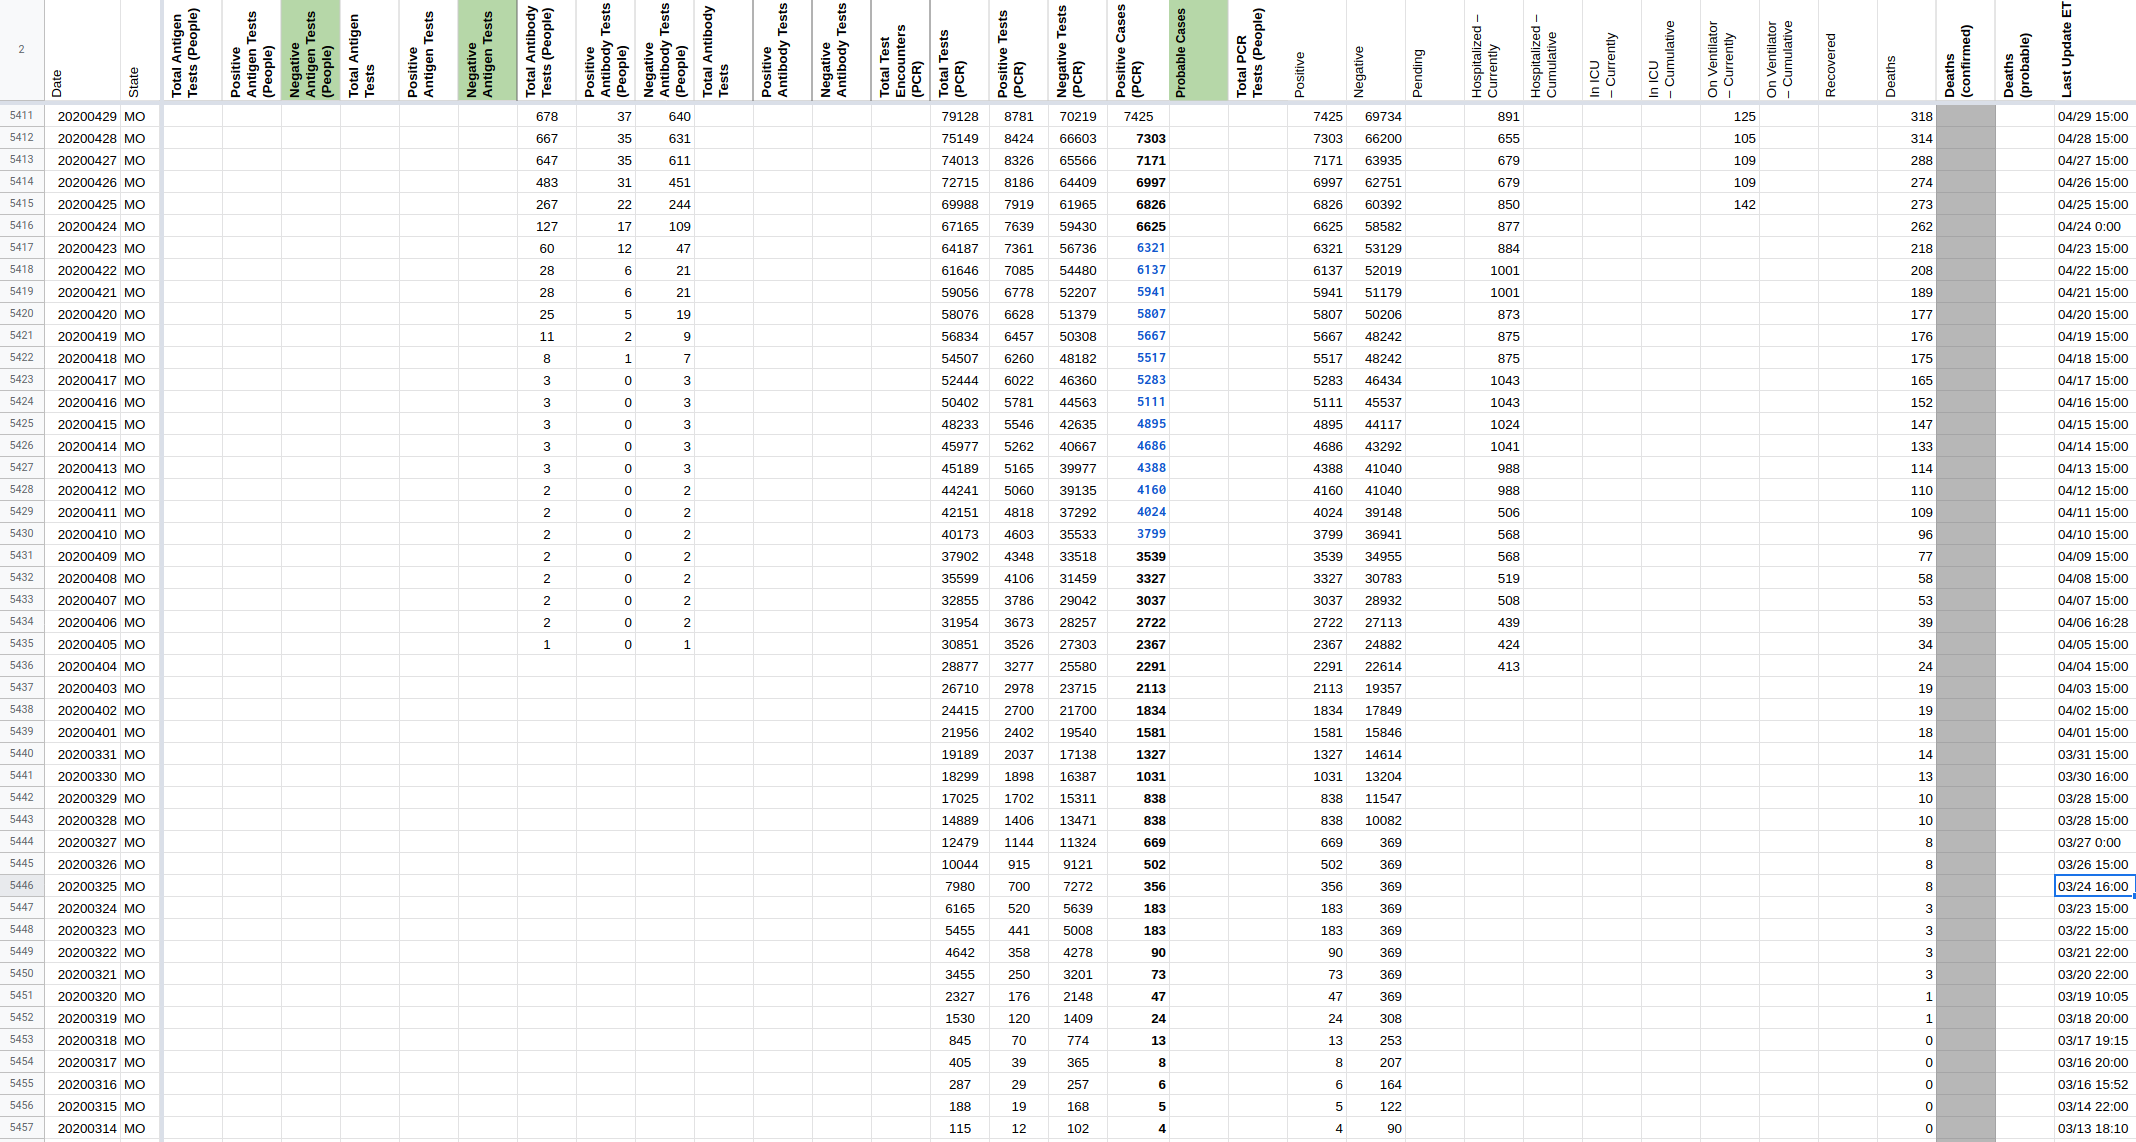 2 Date State Total Antigen Tests (People) Positive Antigen Tests (People) Negative Antigen Tests (People) Total Antigen Tests Positive Antigen Tests Negative Antigen Tests Total Antibody Tests (People) Positive Antibody Tests (People) Negative Antibody Tests (People) Total Antibody Tests Positive Antibody Tests Negative Antibody Tests Total Test Encounters (PCR) Total Tests (PCR) Positive Tests (PCR) Negative Tests (PCR) Positive Cases (PCR) Probable Cases Total PCR Tests (People) Positive Negative Pending Hospitalized – Currently Hospitalized – Cumulative In ICU – Currently In ICU – Cumulative On Ventilator – Currently On Ventilator – Cumulative Recovered Deaths Deaths (confirmed) Deaths (probable) Last Update ET
5411 20200429 MO 678 37 640 79128 8781 70219 7425 7425 69734 891 125 318 04/29 15:00
5412 20200428 MO 667 35 631 75149 8424 66603 7303 7303 66200 655 105 314 04/28 15:00
5413 20200427 MO 647 35 611 74013 8326 65566 7171 7171 63935 679 109 288 04/27 15:00
5414 20200426 MO 483 31 451 72715 8186 64409 6997 6997 62751 679 109 274 04/26 15:00
5415 20200425 MO 267 22 244 69988 7919 61965 6826 6826 60392 850 142 273 04/25 15:00
5416 20200424 MO 127 17 109 67165 7639 59430 6625 6625 58582 877 262 04/24 0:00
5417 20200423 MO 60 12 47 64187 7361 56736 6321 6321 53129 884 218 04/23 15:00
5418 20200422 MO 28 6 21 61646 7085 54480 6137 6137 52019 1001 208 04/22 15:00
5419 20200421 MO 28 6 21 59056 6778 52207 5941 5941 51179 1001 189 04/21 15:00
5420 20200420 MO 25 5 19 58076 6628 51379 5807 5807 50206 873 177 04/20 15:00
5421 20200419 MO 11 2 9 56834 6457 50308 5667 5667 48242 875 176 04/19 15:00
5422 20200418 MO 8 1 7 54507 6260 48182 5517 5517 48242 875 175 04/18 15:00
5423 20200417 MO 3 0 3 52444 6022 46360 5283 5283 46434 1043 165 04/17 15:00
5424 20200416 MO 3 0 3 50402 5781 44563 5111 5111 45537 1043 152 04/16 15:00
5425 20200415 MO 3 0 3 48233 5546 42635 4895 4895 44117 1024 147 04/15 15:00
5426 20200414 MO 3 0 3 45977 5262 40667 4686 4686 43292 1041 133 04/14 15:00
5427 20200413 MO 3 0 3 45189 5165 39977 4388 4388 41040 988 114 04/13 15:00
5428 20200412 MO 2 0 2 44241 5060 39135 4160 4160 41040 988 110 04/12 15:00
5429 20200411 MO 2 0 2 42151 4818 37292 4024 4024 39148 506 109 04/11 15:00
5430 20200410 MO 2 0 2 40173 4603 35533 3799 3799 36941 568 96 04/10 15:00
5431 20200409 MO 2 0 2 37902 4348 33518 3539 3539 34955 568 77 04/09 15:00
5432 20200408 MO 2 0 2 35599 4106 31459 3327 3327 30783 519 58 04/08 15:00
5433 20200407 MO 2 0 2 32855 3786 29042 3037 3037 28932 508 53 04/07 15:00
5434 20200406 MO 2 0 2 31954 3673 28257 2722 2722 27113 439 39 04/06 16:28
5435 20200405 MO 1 0 1 30851 3526 27303 2367 2367 24882 424 34 04/05 15:00
5436 20200404 MO 28877 3277 25580 2291 2291 22614 413 24 04/04 15:00
5437 20200403 MO 26710 2978 23715 2113 2113 19357 19 04/03 15:00
5438 20200402 MO 24415 2700 21700 1834 1834 17849 19 04/02 15:00
5439 20200401 MO 21956 2402 19540 1581 1581 15846 18 04/01 15:00
5440 20200331 MO 19189 2037 17138 1327 1327 14614 14 03/31 15:00
5441 20200330 MO 18299 1898 16387 1031 1031 13204 13 03/30 16:00
5442 20200329 MO 17025 1702 15311 838 838 11547 10 03/28 15:00
5443 20200328 MO 14889 1406 13471 838 838 10082 10 03/28 15:00
5444 20200327 MO 12479 1144 11324 669 669 369 8 03/27 0:00
5445 20200326 MO 10044 915 9121 502 502 369 8 03/26 15:00
5446 20200325 MO 7980 700 7272 356 356 369 8 03/24 16:00
5447 20200324 MO 6165 520 5639 183 183 369 3 03/23 15:00
5448 20200323 MO 5455 441 5008 183 183 369 3 03/22 15:00
5449 20200322 MO 4642 358 4278 90 90 369 3 03/21 22:00
5450 20200321 MO 3455 250 3201 73 73 369 3 03/20 22:00
5451 20200320 MO 2327 176 2148 47 47 369 1 03/19 10:05
5452 20200319 MO 1530 120 1409 24 24 308 1 03/18 20:00
5453 20200318 MO 845 70 774 13 13 253 0 03/17 19:15
5454 20200317 MO 405 39 365 8 8 207 0 03/16 20:00
5455 20200316 MO 287 29 257 6 6 164 0 03/16 15:52
5456 20200315 MO 188 19 168 5 5 122 0 03/14 22:00
5457 20200314 MO 115 12 102 4 4 90 0 03/13 18:10